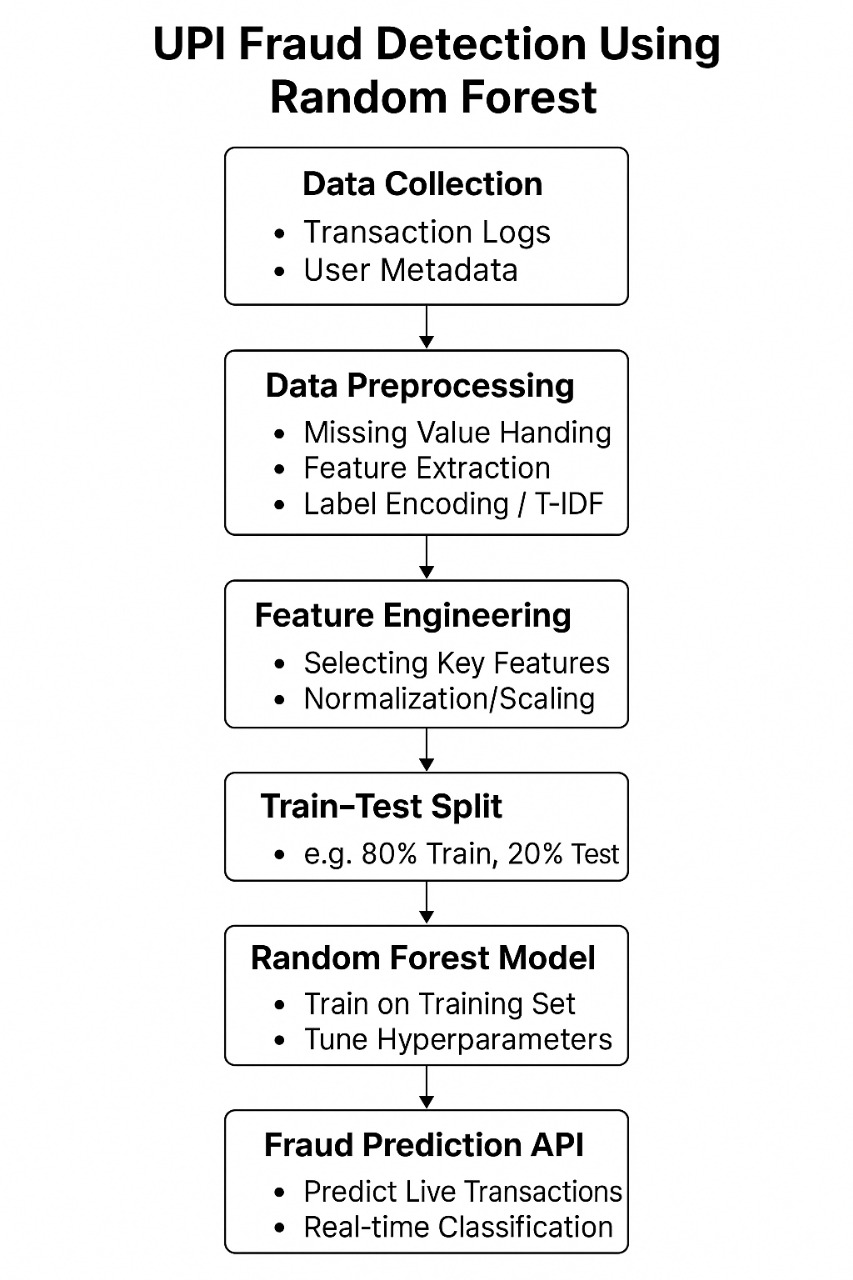 UPI Fraud Detection Using
Random Forest
Data Collection
• Transaction Logs
• User Metadata
Data Preprocessing
• Missing Value Handing
• Feature Extraction
• Label Encoding / T-IDF
Feature Engineering
• Selecting Key Features
• Normalization/Scaling
Train–Test Split
• e.g. 80% Train, 20% Test
Random Forest Model
• Train on Training Set
• Tune Hyperparameters
Fraud Prediction API
• Predict Live Transactions
• Real-time Classification